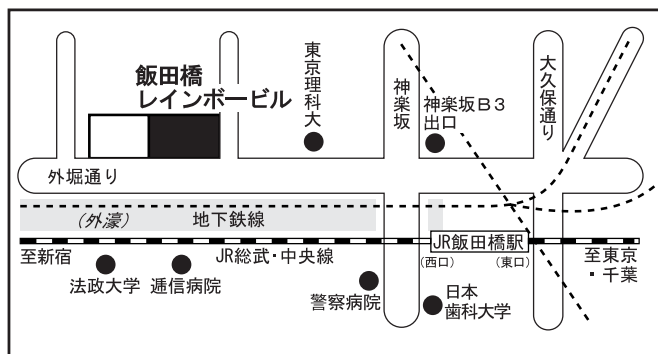 飯田橋
レインボービル
東京理科大
神楽坂
神楽坂B3
出口
大久保通り
外堀通り
(外濠)
地下鉄線
JR飯田橋駅
(西口)
(東口)
至新宿
JR総武・中央線
至東京
・千葉
法政大学
逓信病院
警察病院
日本
歯科大学